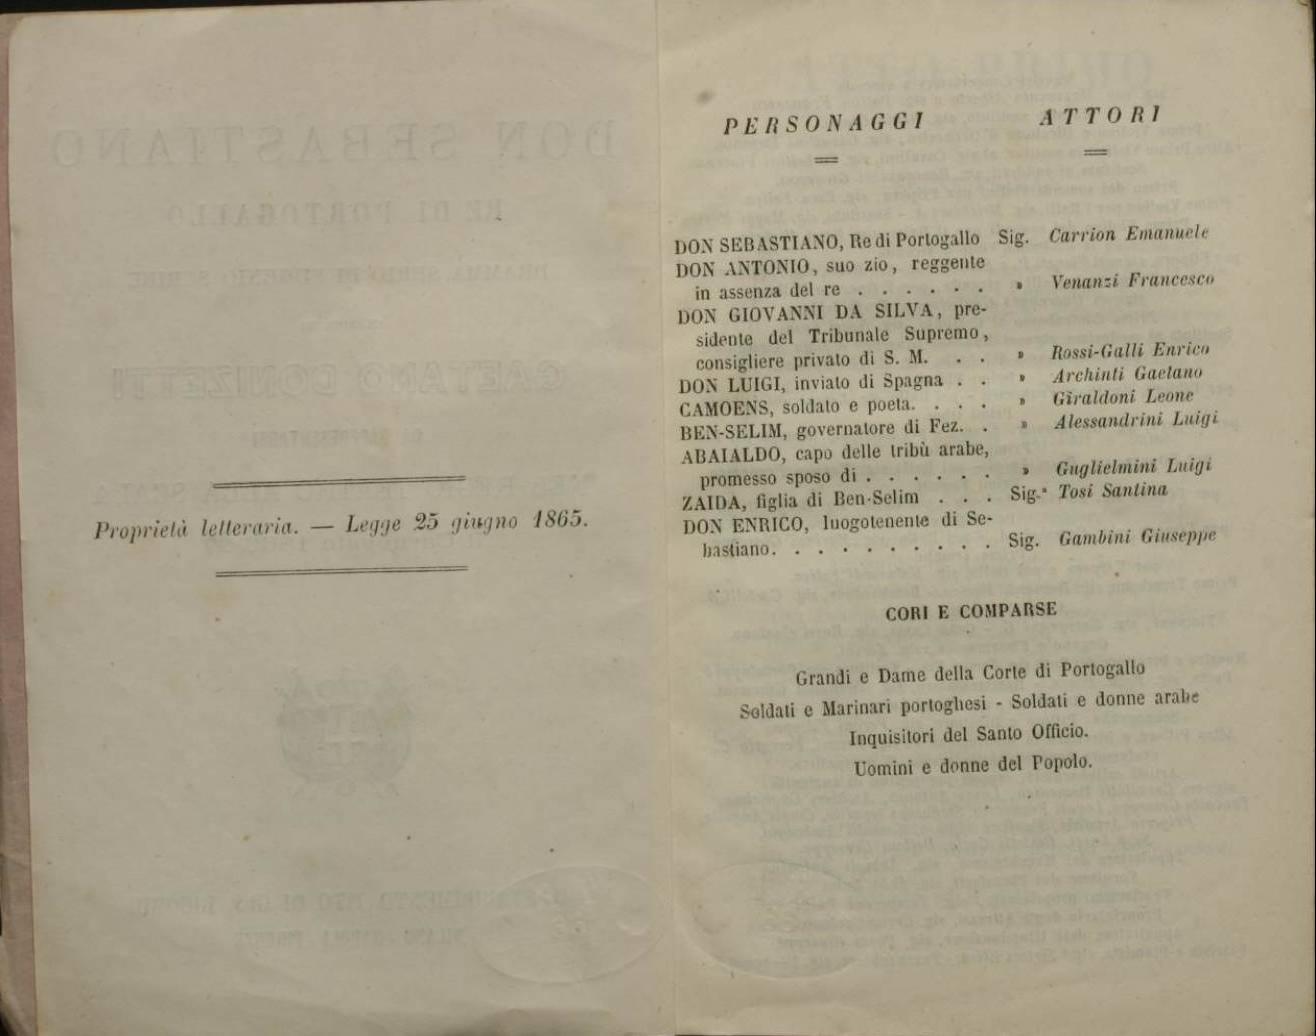 Proprietà letteraria. — Legge 25 giugno 1865.
PERSONAGGI ATTORI
DON SEBASTIANO, Re di Portogallo Sig. Carrion Emanuele
DON ANTONIO, suo zio, reggente
in assenza del re . . . . . . » Venanzi Francesco
DON GIOVANNI DA SILVA, pre-
sidente del Tribunale Supremo,
consigliere privato di S. M. . . » Rossi-Galli Enrico
DON LUIGI, inviato di Spagna . . » Archinti Gaetano
CAMOENS, soldato e poeta. . . . » Giraldoni Leone
BEN-SELIM, governatore di Fez. . » Alessandrini Luigi
ABAIALDO, capo delle tribù arabe,
promesso sposo di . . . . . . » Guglielmini Luigi
ZAIDA, figlia di Ben-Selim . . . Sig.ª Tosi Santina
DON ENRICO, luogotenente di Se-
bastiano. . . . . . . . . . Sig. Gambini Giuseppe
CORI E COMPARSE
Grandi e Dame della Corte di Portogallo
Soldati e Marinari portoghesi - Soldati e donne arabe
Inquisitori del Santo Officio.
Uomini e donne del Popolo.